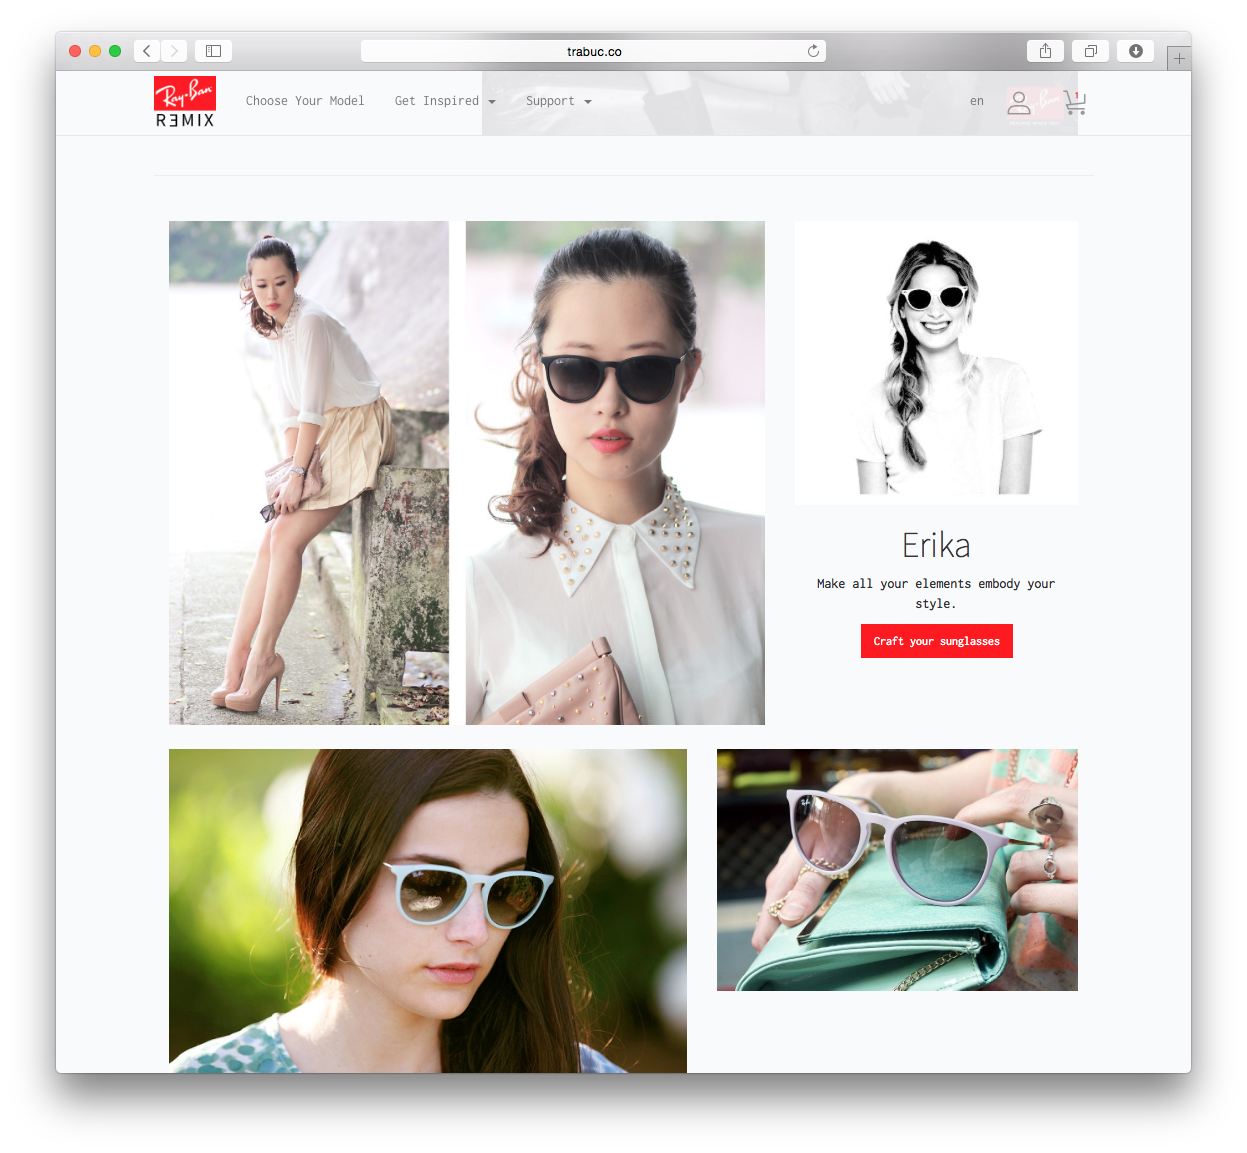 trabuc.co
Ray-Ban
RƎMIX
Choose Your Model
Get Inspired
Support
en
1
Erika
Make all your elements embody your
style.
Craft your sunglasses